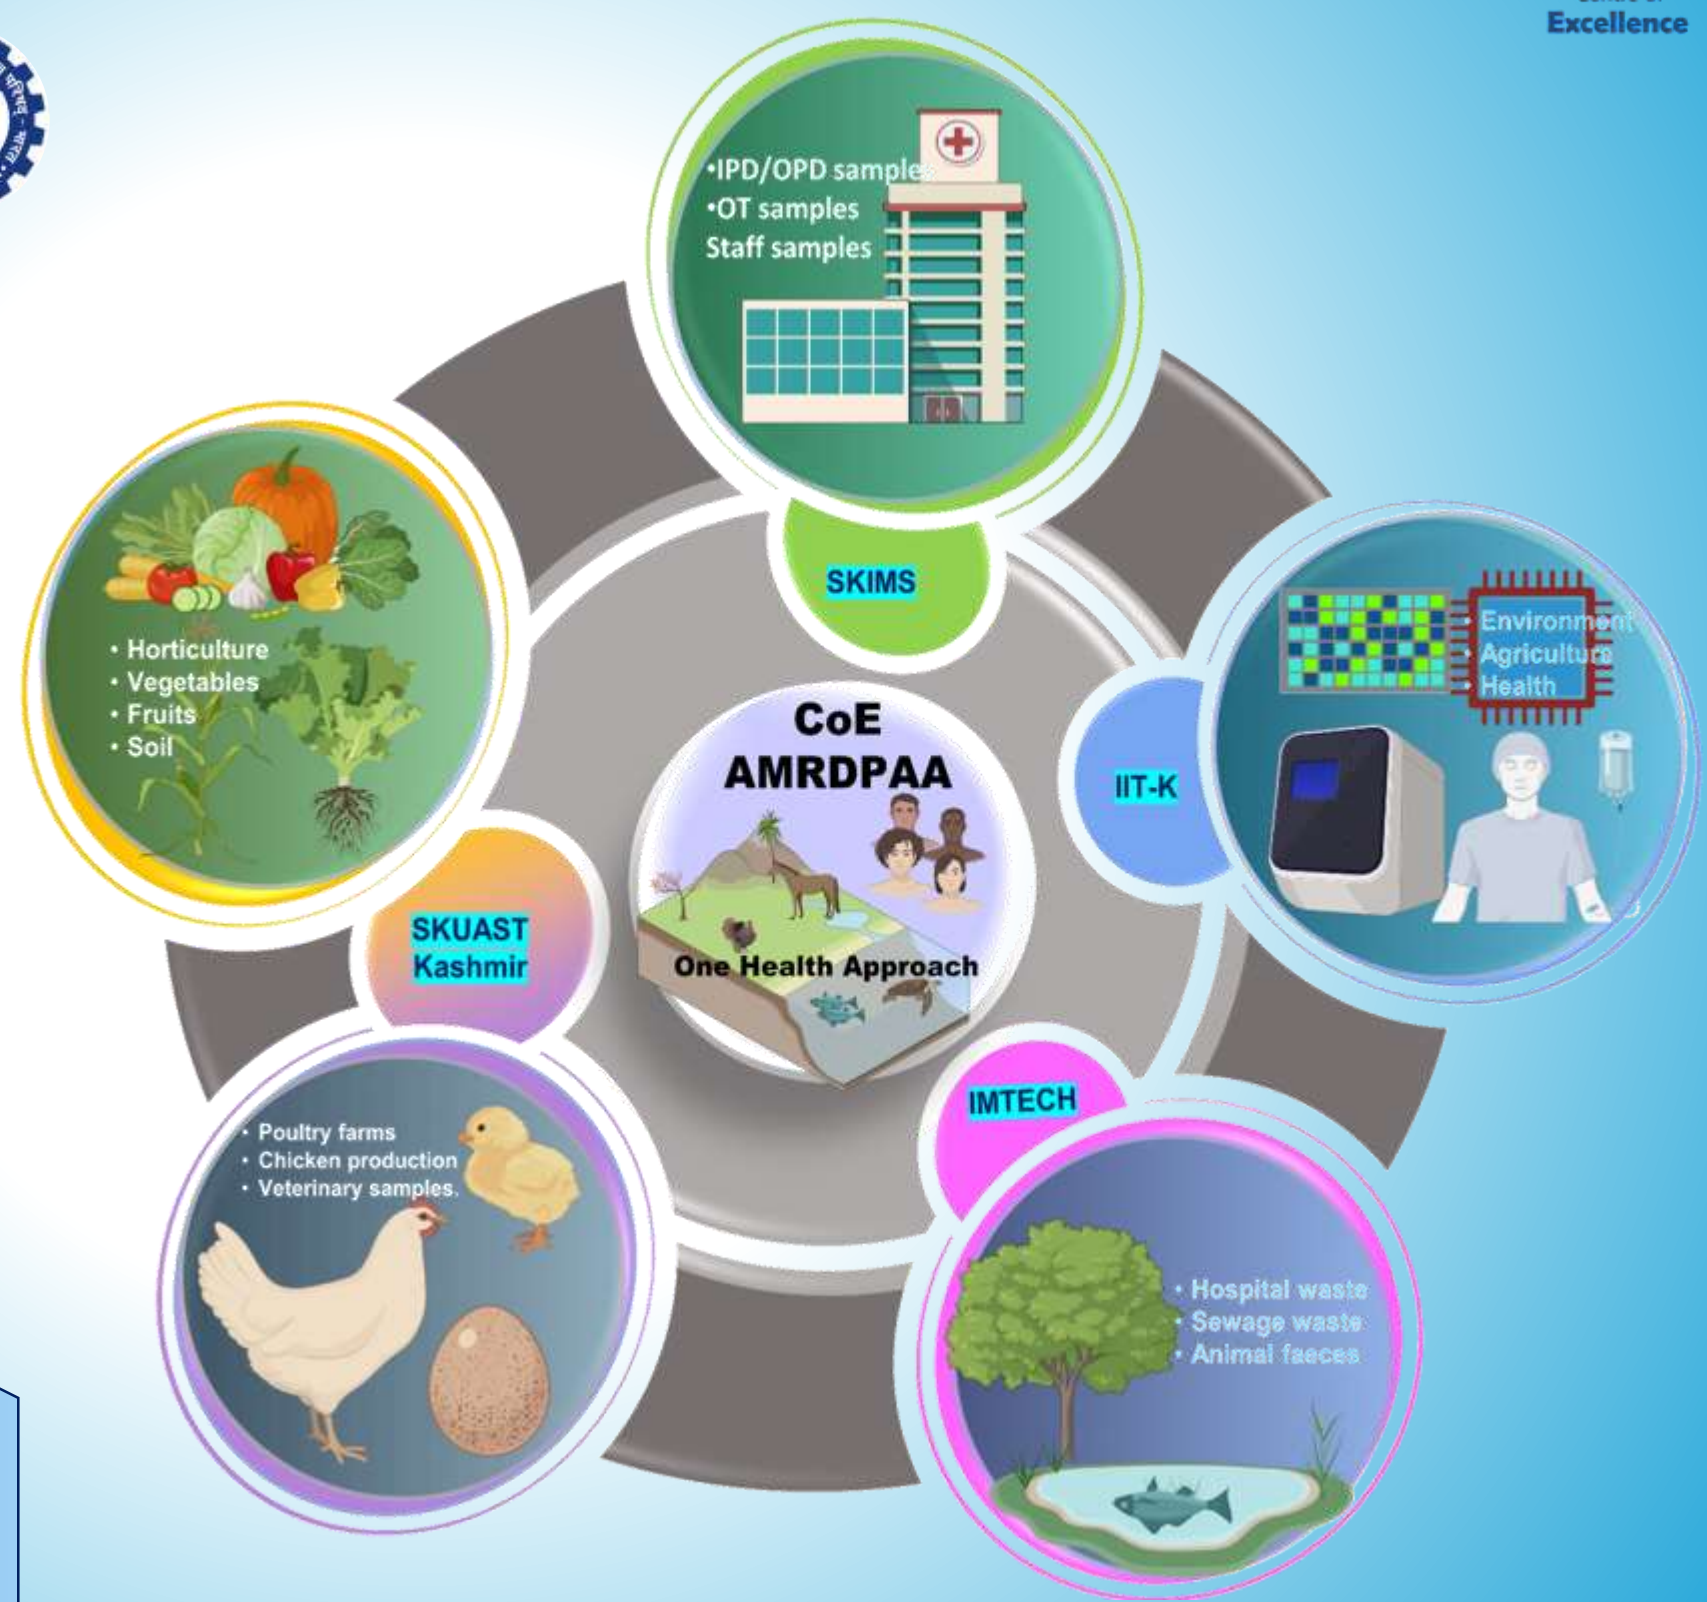 Excellence
•IPD/OPD samples
•OT samples
Staff samples
SKIMS
• Horticulture
• Vegetables
• Fruits
• Soil
• Environment
• Agriculture
• Health
IIT-K
CoE
AMRDPAA
One Health Approach
SKUAST
Kashmir
IMTECH
• Poultry farms
• Chicken production
• Veterinary samples.
• Hospital waste
• Sewage waste
• Animal faeces